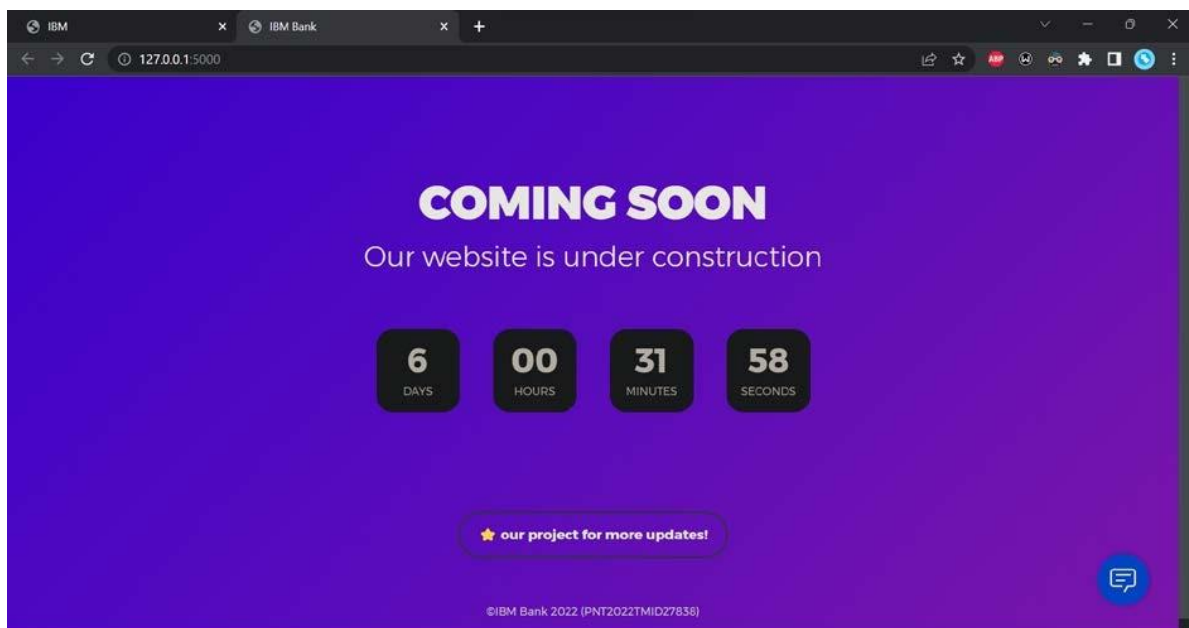 IBM
IBM Bank
127.0.0.1:5000
ABP
COMING SOON
Our website is under construction
6 00 31 58
DAYS HOURS MINUTES SECONDS
our project for more updates!
©IBM Bank 2022 (PNT2022TMID27838)